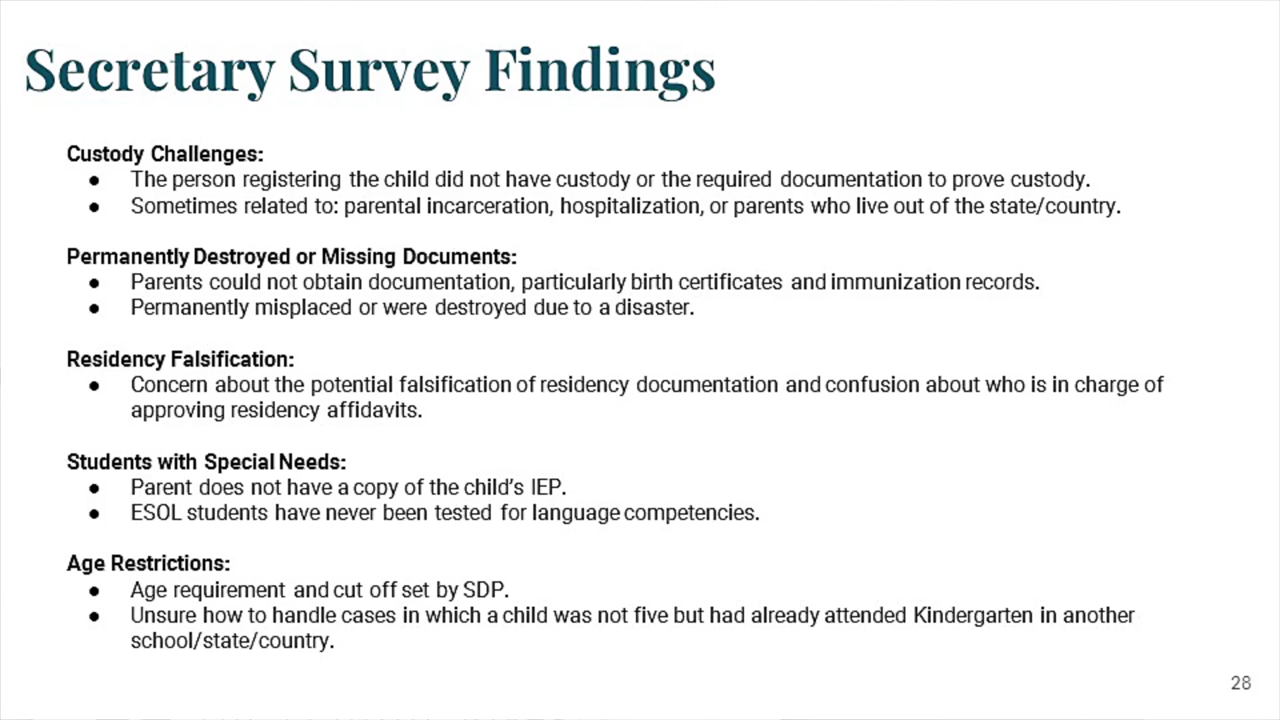 Secretary Survey Findings
Custody Challenges:
● The person registering the child did not have custody or the required documentation to prove custody.
● Sometimes related to: parental incarceration, hospitalization, or parents who live out of the state/country.
Permanently Destroyed or Missing Documents:
● Parents could not obtain documentation, particularly birth certificates and immunization records.
● Permanently misplaced or were destroyed due to a disaster.
Residency Falsification:
● Concern about the potential falsification of residency documentation and confusion about who is in charge of
approving residency affidavits.
Students with Special Needs:
● Parent does not have a copy of the child’s IEP.
● ESOL students have never been tested for language competencies.
Age Restrictions:
● Age requirement and cut off set by SDP.
● Unsure how to handle cases in which a child was not five but had already attended Kindergarten in another
school/state/country.
28